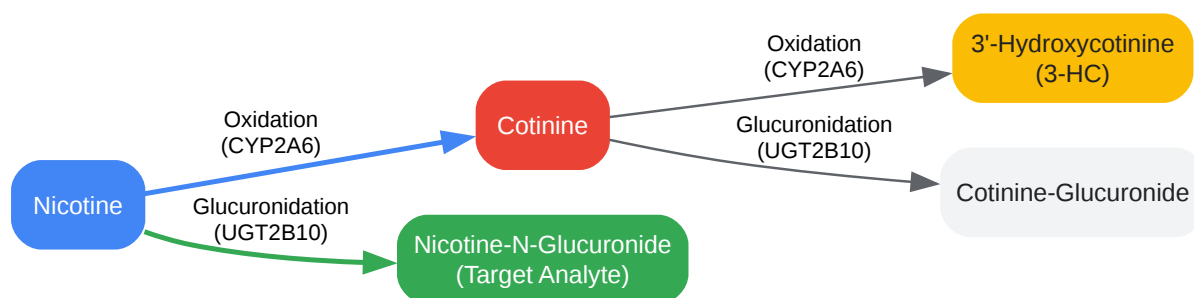 Nicotine
Oxidation
(CYP2A6)
Glucuronidation
(UGT2B10)
Cotinine
Nicotine-N-Glucuronide
(Target Analyte)
Oxidation
(CYP2A6)
Glucuronidation
(UGT2B10)
3'-Hydroxycotinine
(3-HC)
Cotinine-Glucuronide